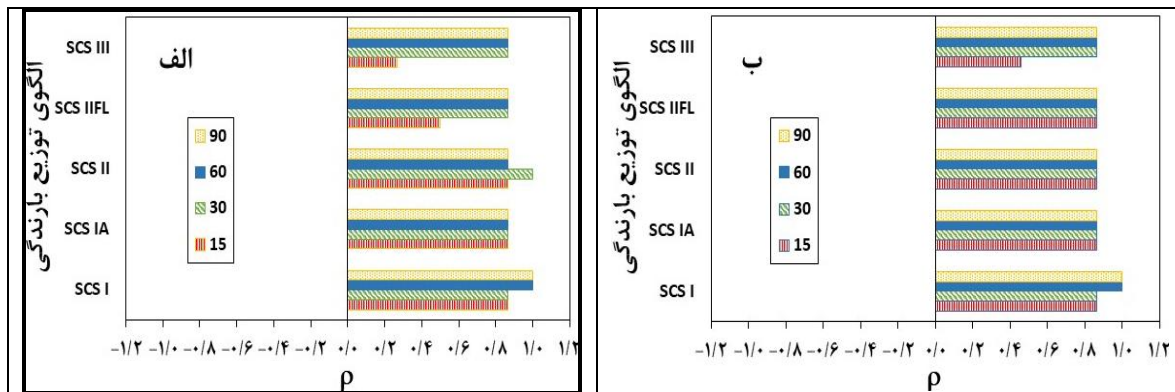 الف
الگوی توزیع بارندگی
SCS III
SCS IIFL
SCS II
SCS IA
SCS I
90
60
30
15
-۱/۲ -۱/۰ -۰/۸ -۰/۶ -۰/۴ -۰/۲ ۰/۰ ۰/۲ ۰/۴ ۰/۶ ۰/۸ ۱/۰ ۱/۲
ρ
ب
الگوی توزیع بارندگی
SCS III
SCS IIFL
SCS II
SCS IA
SCS I
90
60
30
15
-۱/۲ -۱/۰ -۰/۸ -۰/۶ -۰/۴ -۰/۲ ۰/۰ ۰/۲ ۰/۴ ۰/۶ ۰/۸ ۱/۰ ۱/۲
ρ